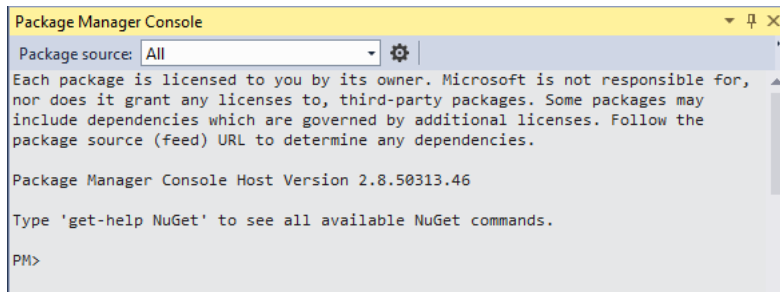 Package Manager Console
Package source: All
Each package is licensed to you by its owner. Microsoft is not responsible for,
nor does it grant any licenses to, third-party packages. Some packages may
include dependencies which are governed by additional licenses. Follow the
package source (feed) URL to determine any dependencies.
Package Manager Console Host Version 2.8.50313.46
Type 'get-help NuGet' to see all available NuGet commands.
PM>